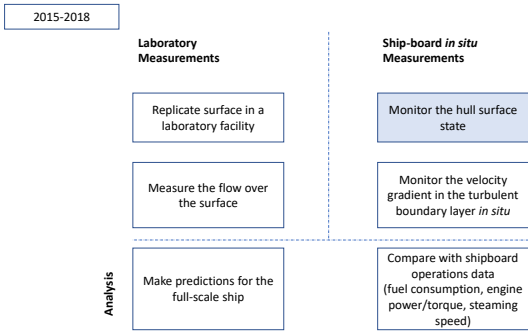 2015-2018
Laboratory
Measurements
Ship-board in situ
Measurements
Replicate surface in a
laboratory facility
Monitor the hull surface
state
Measure the flow over
the surface
Monitor the velocity
gradient in the turbulent
boundary layer in situ
Analysis
Make predictions for the
full-scale ship
Compare with shipboard
operations data
(fuel consumption, engine
power/torque, steaming
speed)